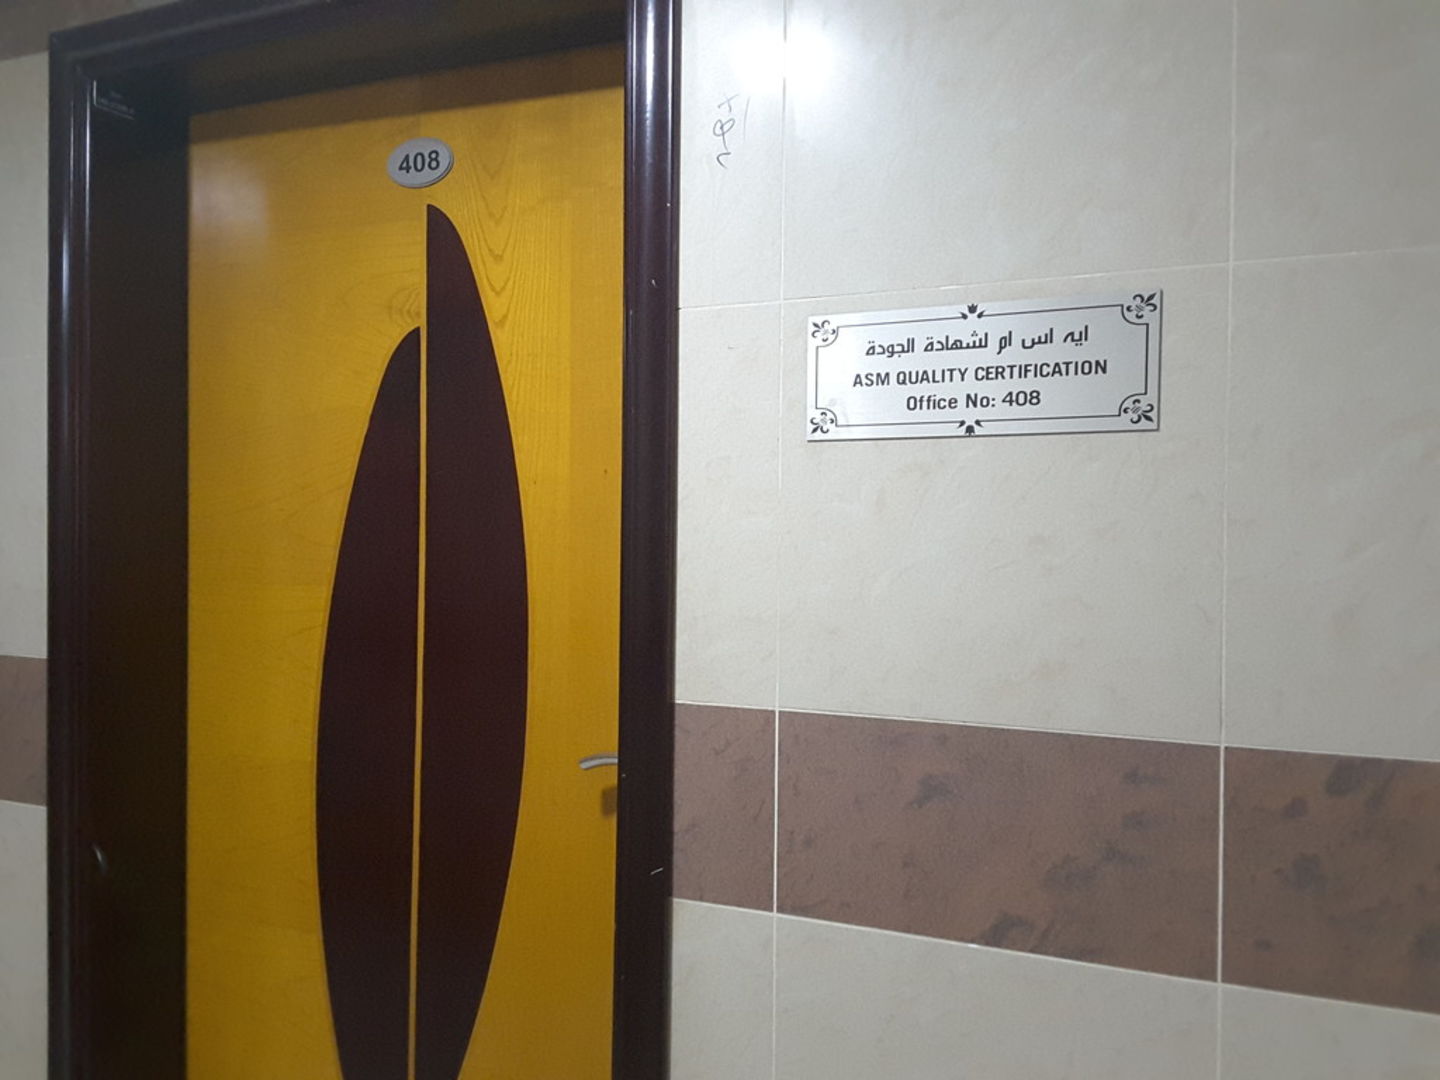 408
ايه اس ام لشهادة الجودة
ASM QUALITY CERTIFICATION
Office No: 408